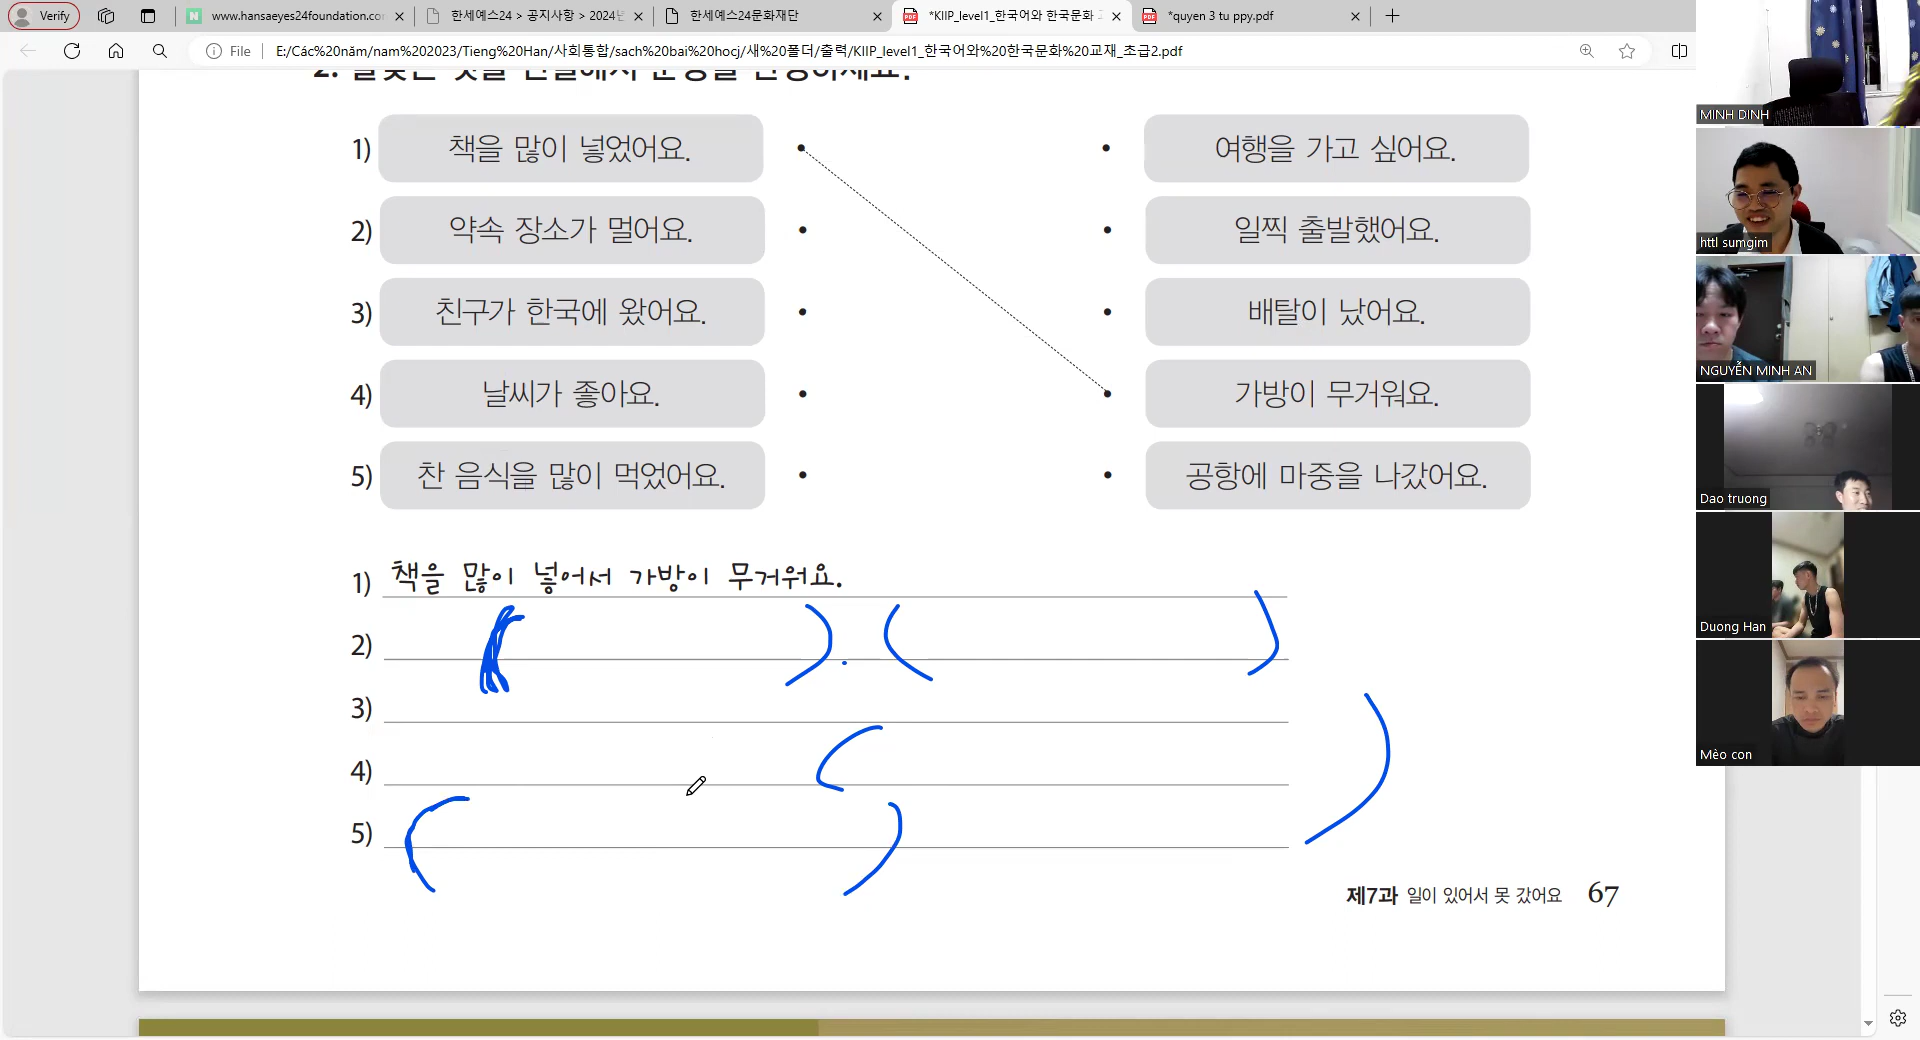 Verify
www.hansaeyes24foundation.co
한세예스24 > 공지사항 > 2024년
한세예스24문화재단
*KIIP_level1_한국어와 한국문화 교
*quyen 3 tu ppy.pdf
File
E:/Các%20năm/nam%202023/Tieng%20Han/사회통합/sach%20bai%20hocj/새%20폴더/출력/KIIP_level1_한국어와%20한국문화%20교재_초급2.pdf
1) 책을 많이 넣었어요.
여행을 가고 싶어요.
2) 약속 장소가 멀어요.
일찍 출발했어요.
3) 친구가 한국에 왔어요.
배탈이 났어요.
4) 날씨가 좋아요.
가방이 무거워요.
5) 찬 음식을 많이 먹었어요.
공항에 마중을 나갔어요.
1) 책을 많이 넣어서 가방이 무거워요.
2)
3)
4)
5)
제7과 일이 있어서 못 갔어요 67
MINH DINH
httl sumgim
NGUYỄN MINH AN
Dao truong
Duong Han
Mèo con